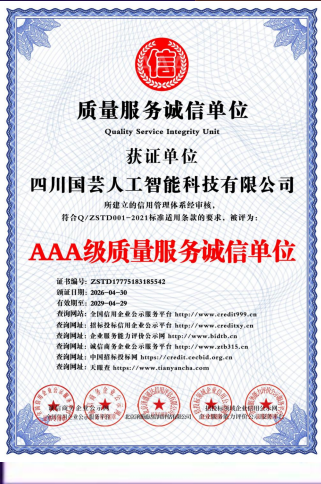 信
质量服务诚信单位
Quality Service Integrity Unit
获证单位
四川国芸人工智能科技有限公司
所建立的信用管理体系经审核,
符合Q/ZSTD001-2021标准适用条款的要求,被评为:
AAA级质量服务诚信单位
证书编号: ZSTD17775183185542
颁证日期: 2026-04-30
有效期至: 2029-04-29
查询网站: 全国信用企业公示服务平台 http://www.credit999.cn
查询网址: 招标投标信用企业公示平台 http://www.creditxy.cn
查询网址: 企业服务能力评价公示网 http://www.bidtb.cn
查询网址: 诚信商务企业公示服务平台 http://www.ztb315.cn
查询网址: 中国招标投标网 https://credit.cecbid.org.cn
查询网址: 天眼查 https://www.tianyancha.com